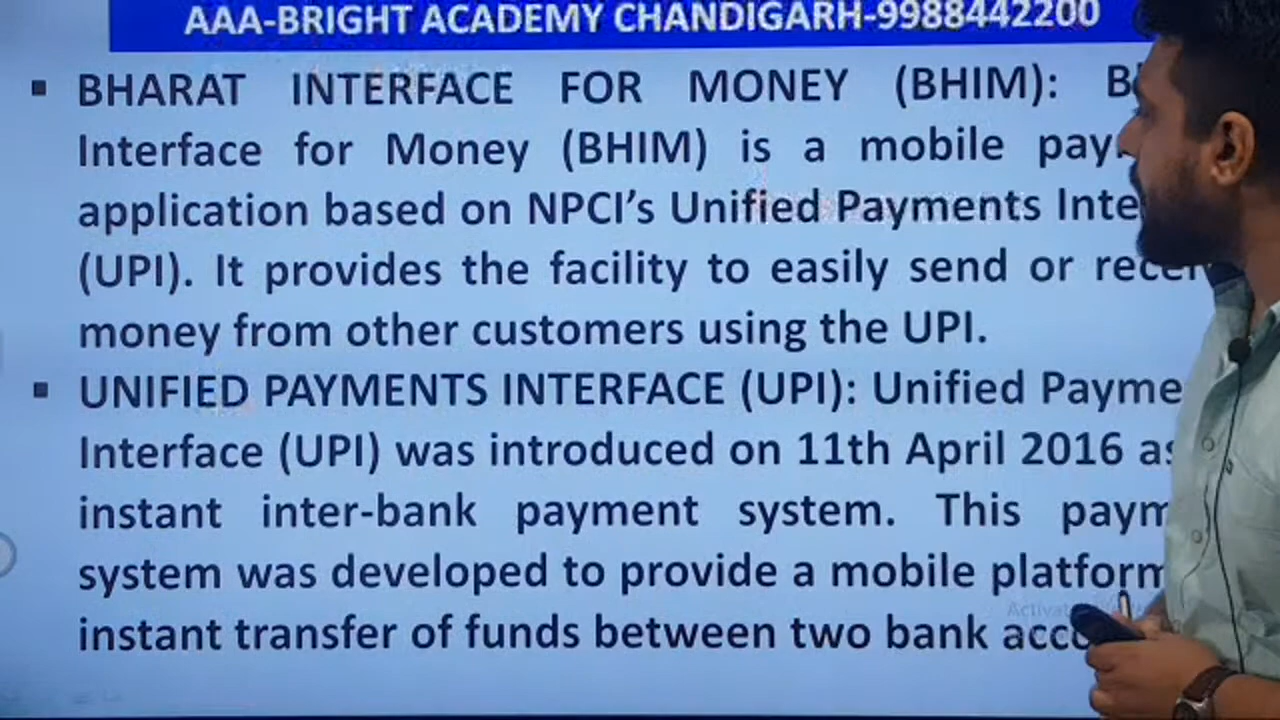 AAA-BRIGHT ACADEMY CHANDIGARH-9988442200
▪ BHARAT INTERFACE FOR MONEY (BHIM):
Interface for Money (BHIM) is a mobile
application based on NPCI's Unified Payments
(UPI). It provides the facility to easily send or
money from other customers using the UPI.
▪ UNIFIED PAYMENTS INTERFACE (UPI): Unified
Interface (UPI) was introduced on 11th April 2016
instant inter-bank payment system. This
system was developed to provide a mobile platform
instant transfer of funds between two bank